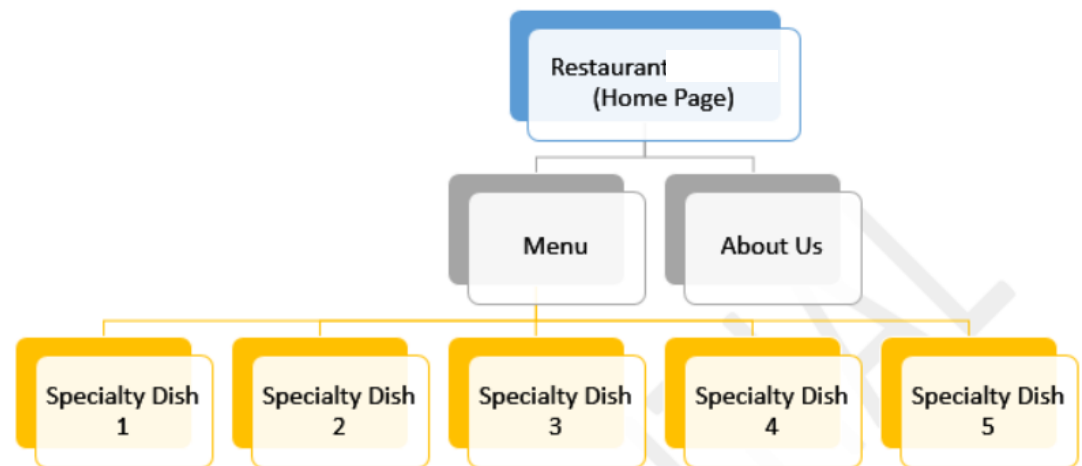 Restaurant
(Home Page)
Menu
About Us
Specialty Dish
1
Specialty Dish
2
Specialty Dish
3
Specialty Dish
4
Specialty Dish
5